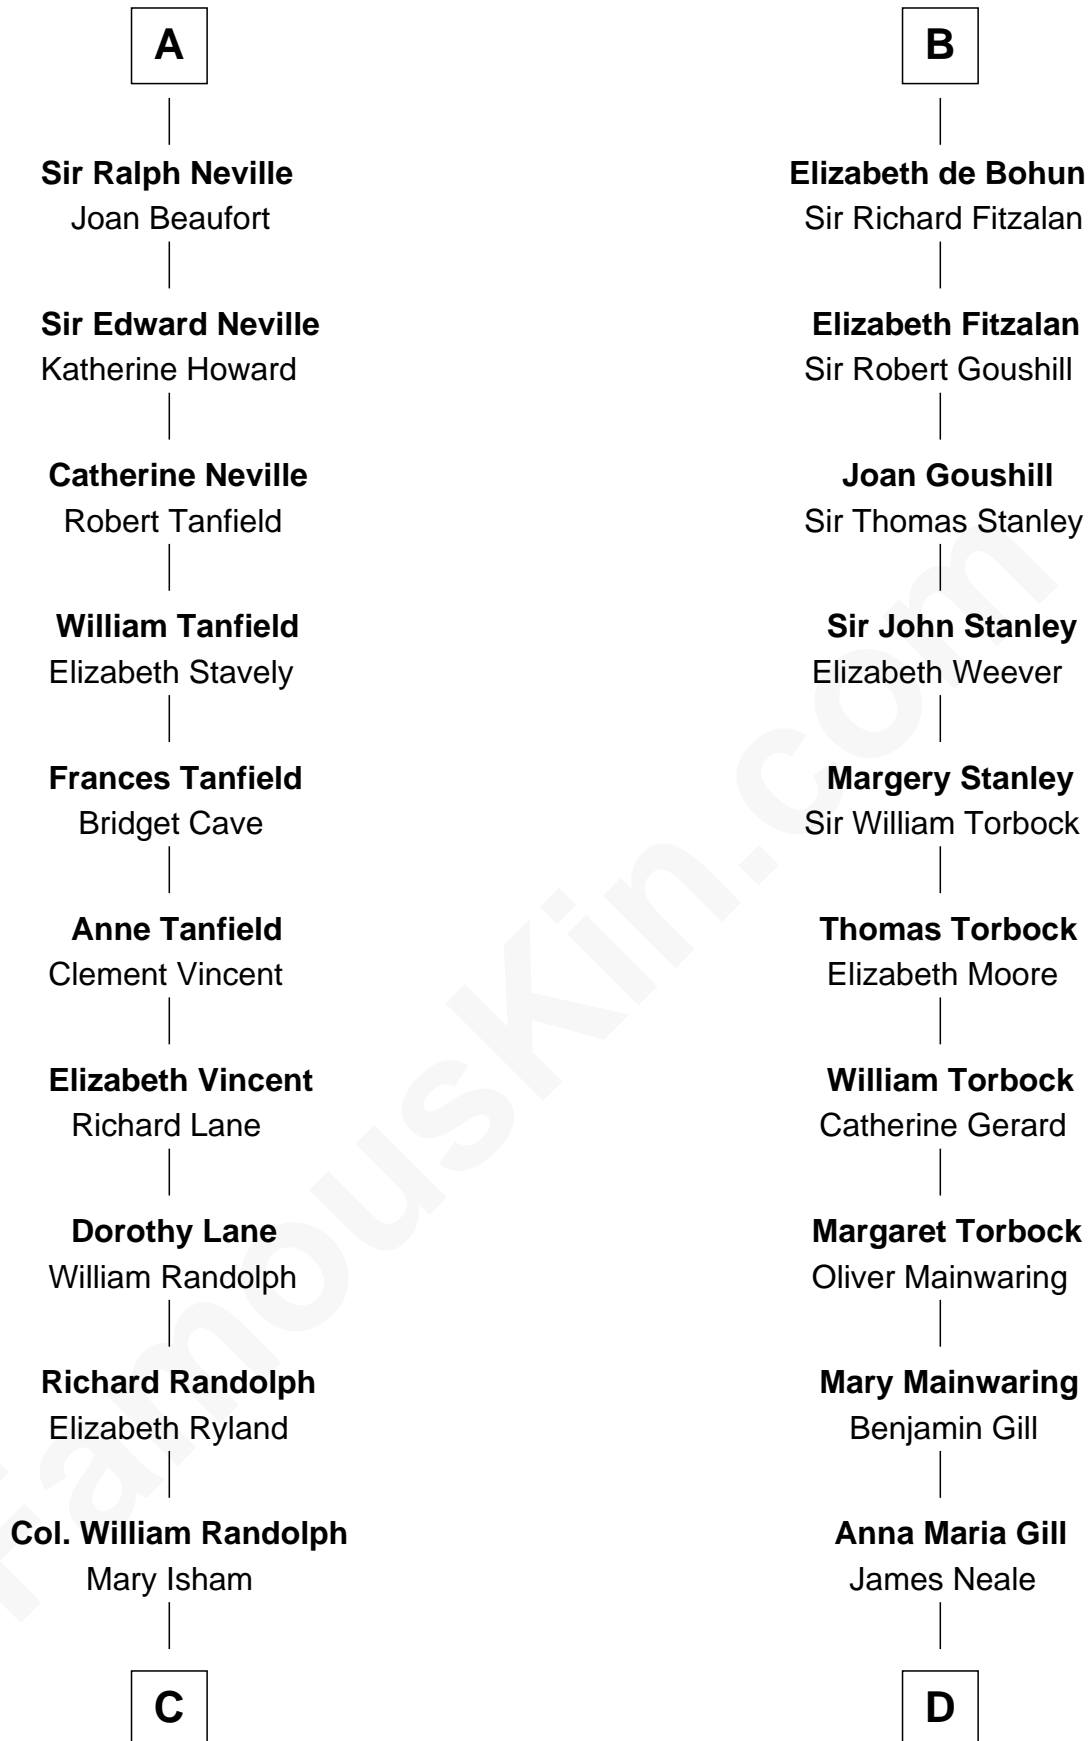 A
Sir Ralph Neville
Joan Beaufort
Sir Edward Neville
Katherine Howard
Catherine Neville
Robert Tanfield
William Tanfield
Elizabeth Stavely
Frances Tanfield
Bridget Cave
Anne Tanfield
Clement Vincent
Elizabeth Vincent
Richard Lane
Dorothy Lane
William Randolph
Richard Randolph
Elizabeth Ryland
Col. William Randolph
Mary Isham
C
B
Elizabeth de Bohun
Sir Richard Fitzalan
Elizabeth Fitzalan
Sir Robert Goushill
Joan Goushill
Sir Thomas Stanley
Sir John Stanley
Elizabeth Weever
Margery Stanley
Sir William Torbock
Thomas Torbock
Elizabeth Moore
William Torbock
Catherine Gerard
Margaret Torbock
Oliver Mainwaring
Mary Mainwaring
Benjamin Gill
Anna Maria Gill
James Neale
D
FamousKin.com